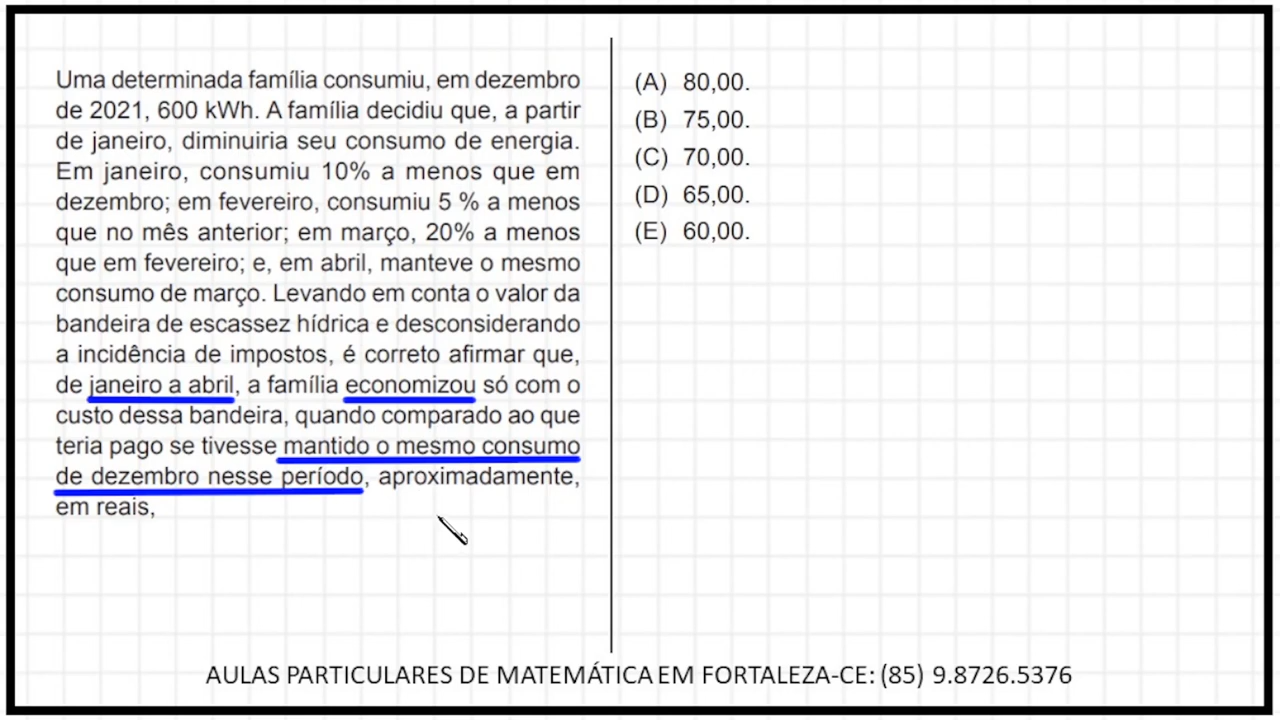 Uma determinada família consumiu, em dezembro
de 2021, 600 kWh. A família decidiu que, a partir
de janeiro, diminuiria seu consumo de energia.
Em janeiro, consumiu 10% a menos que em
dezembro; em fevereiro, consumiu 5 % a menos
que no mês anterior; em março, 20% a menos
que em fevereiro; e, em abril, manteve o mesmo
consumo de março. Levando em conta o valor da
bandeira de escassez hídrica e desconsiderando
a incidência de impostos, é correto afirmar que,
de janeiro a abril, a família economizou só com o
custo dessa bandeira, quando comparado ao que
teria pago se tivesse mantido o mesmo consumo
de dezembro nesse período, aproximadamente,
em reais,
(A) 80,00.
(B) 75,00.
(C) 70,00.
(D) 65,00.
(E) 60,00.
AULAS PARTICULARES DE MATEMÁTICA EM FORTALEZA-CE: (85) 9.8726.5376